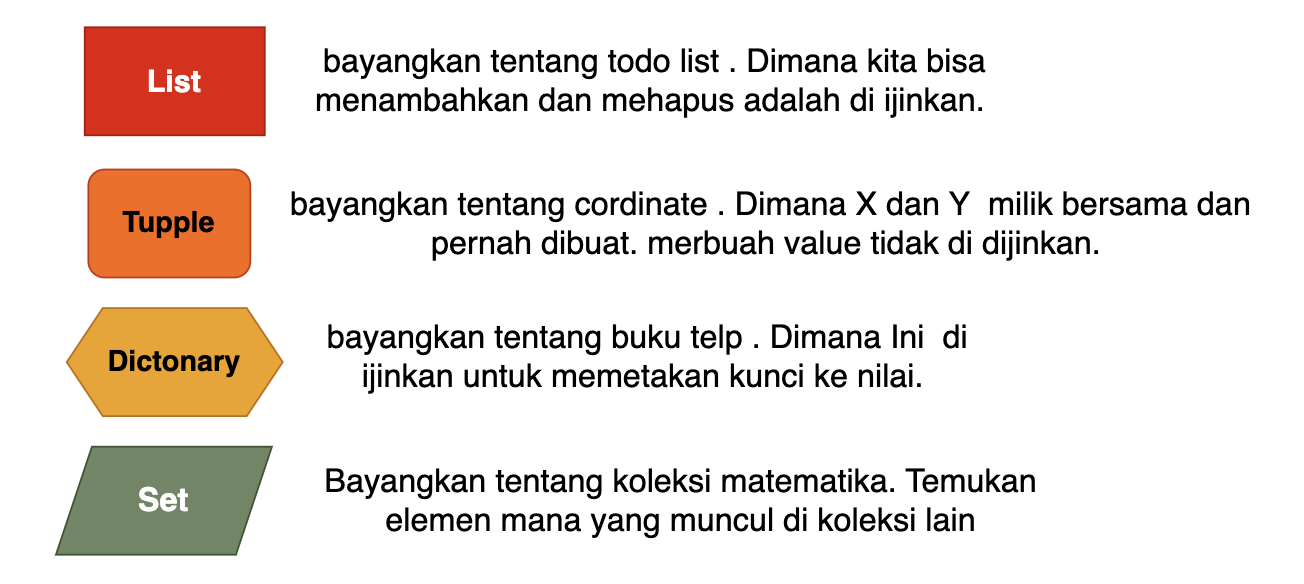 List
bayangkan tentang todo list . Dimana kita bisa
menambahkan dan mehapus adalah di ijinkan.
Tupple
bayangkan tentang cordinate . Dimana X dan Y  milik bersama dan
pernah dibuat. merbuah value tidak di dijinkan.
Dictonary
bayangkan tentang buku telp . Dimana Ini  di
ijinkan untuk memetakan kunci ke nilai.
Set
Bayangkan tentang koleksi matematika. Temukan
elemen mana yang muncul di koleksi lain